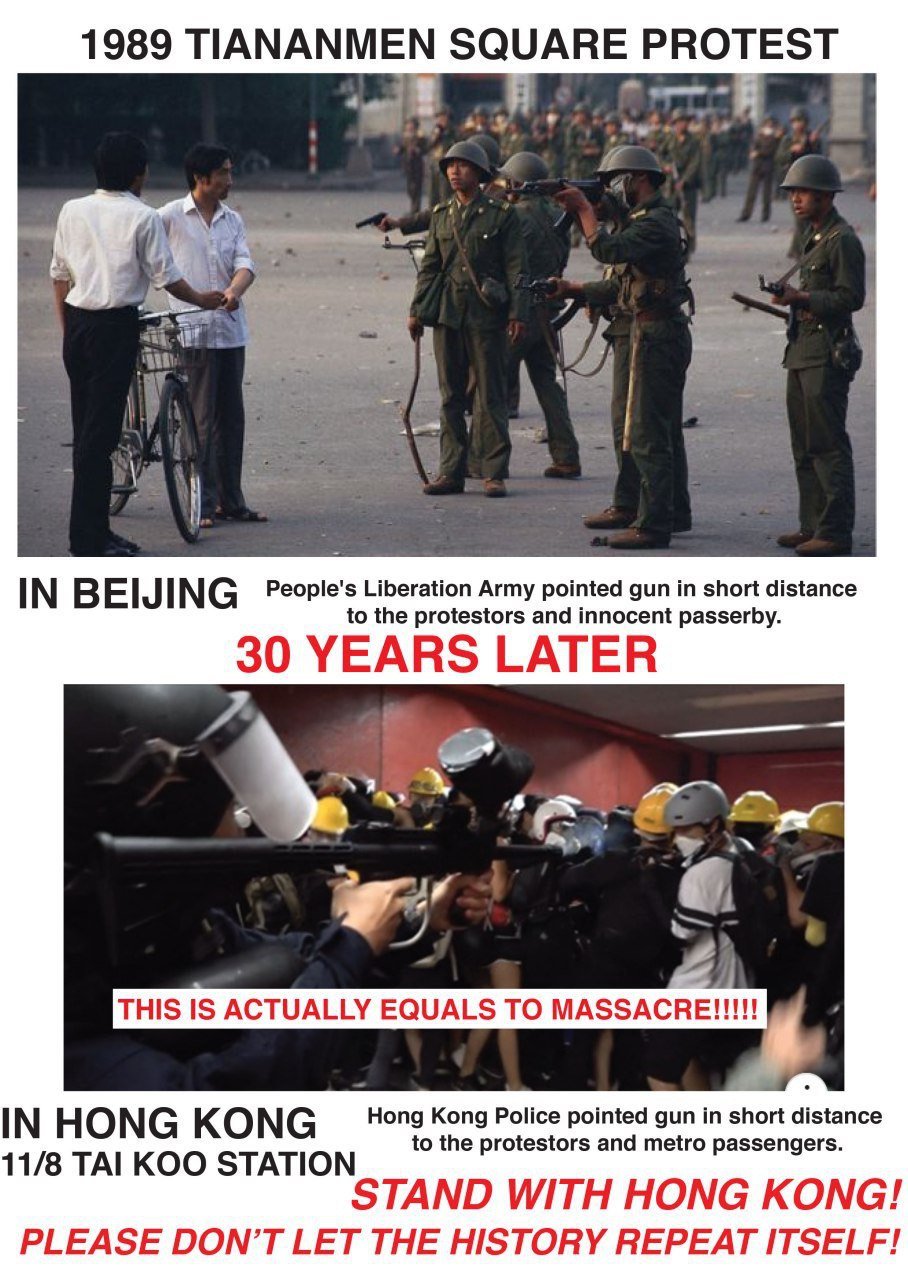 1989 TIANANMEN SQUARE PROTEST
IN BEIJING
People's Liberation Army pointed gun in short distance
to the protestors and innocent passerby.
30 YEARS LATER
THIS IS ACTUALLY EQUALS TO MASSACRE!!!!!
IN HONG KONG
11/8 TAI KOO STATION
Hong Kong Police pointed gun in short distance
to the protestors and metro passengers.
STAND WITH HONG KONG!
PLEASE DON'T LET THE HISTORY REPEAT ITSELF!